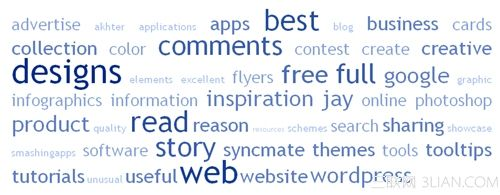 advertise akhter applications apps best blog business cards
collection color comments contest create creative
designs elements excellent flyers free full google graphic
infographics information inspiration jay online photoshop
product quality read reason resources schemes search sharing showcase
smashingapps software story syncmate themes tools tooltips
tutorials unusual useful web website wordpress
3LIAN.COM